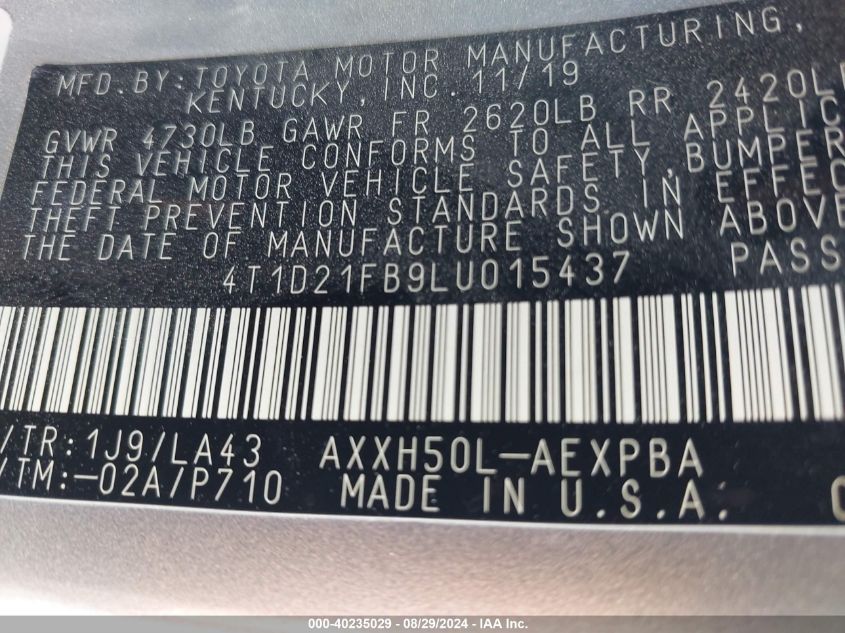 MFD. BY: TOYOTA MOTOR MANUFACTURING,
KENTUCKY, INC. 11/19
GVWR 4730LB GAWR FR 2620LB RR 2420L
THIS VEHICLE CONFORMS TO ALL APPLIC
FEDERAL MOTOR VEHICLE SAFETY, BUMPER
THEFT PREVENTION STANDARDS IN EFFEC
THE DATE OF MANUFACTURE SHOWN ABOVE
4T1D21FB9LU015437 PASS
/TR: 1J9/LA43 AXXH50L-AEXPBA
/TM:-02A/P710 MADE IN U.S.A.
000-40235029 - 08/29/2024 - IAA Inc.